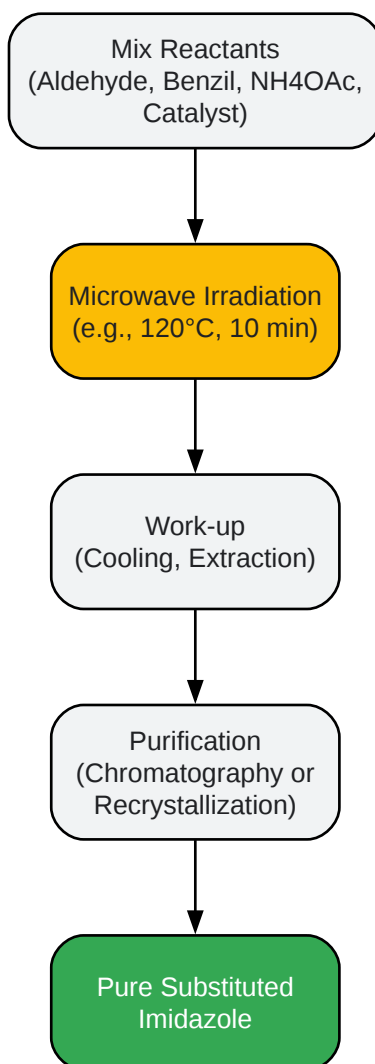 Mix Reactants
(Aldehyde, Benzil, NH4OAc,
Catalyst)
Microwave Irradiation
(e.g., 120°C, 10 min)
Work-up
(Cooling, Extraction)
Purification
(Chromatography or
Recrystallization)
Pure Substituted
Imidazole